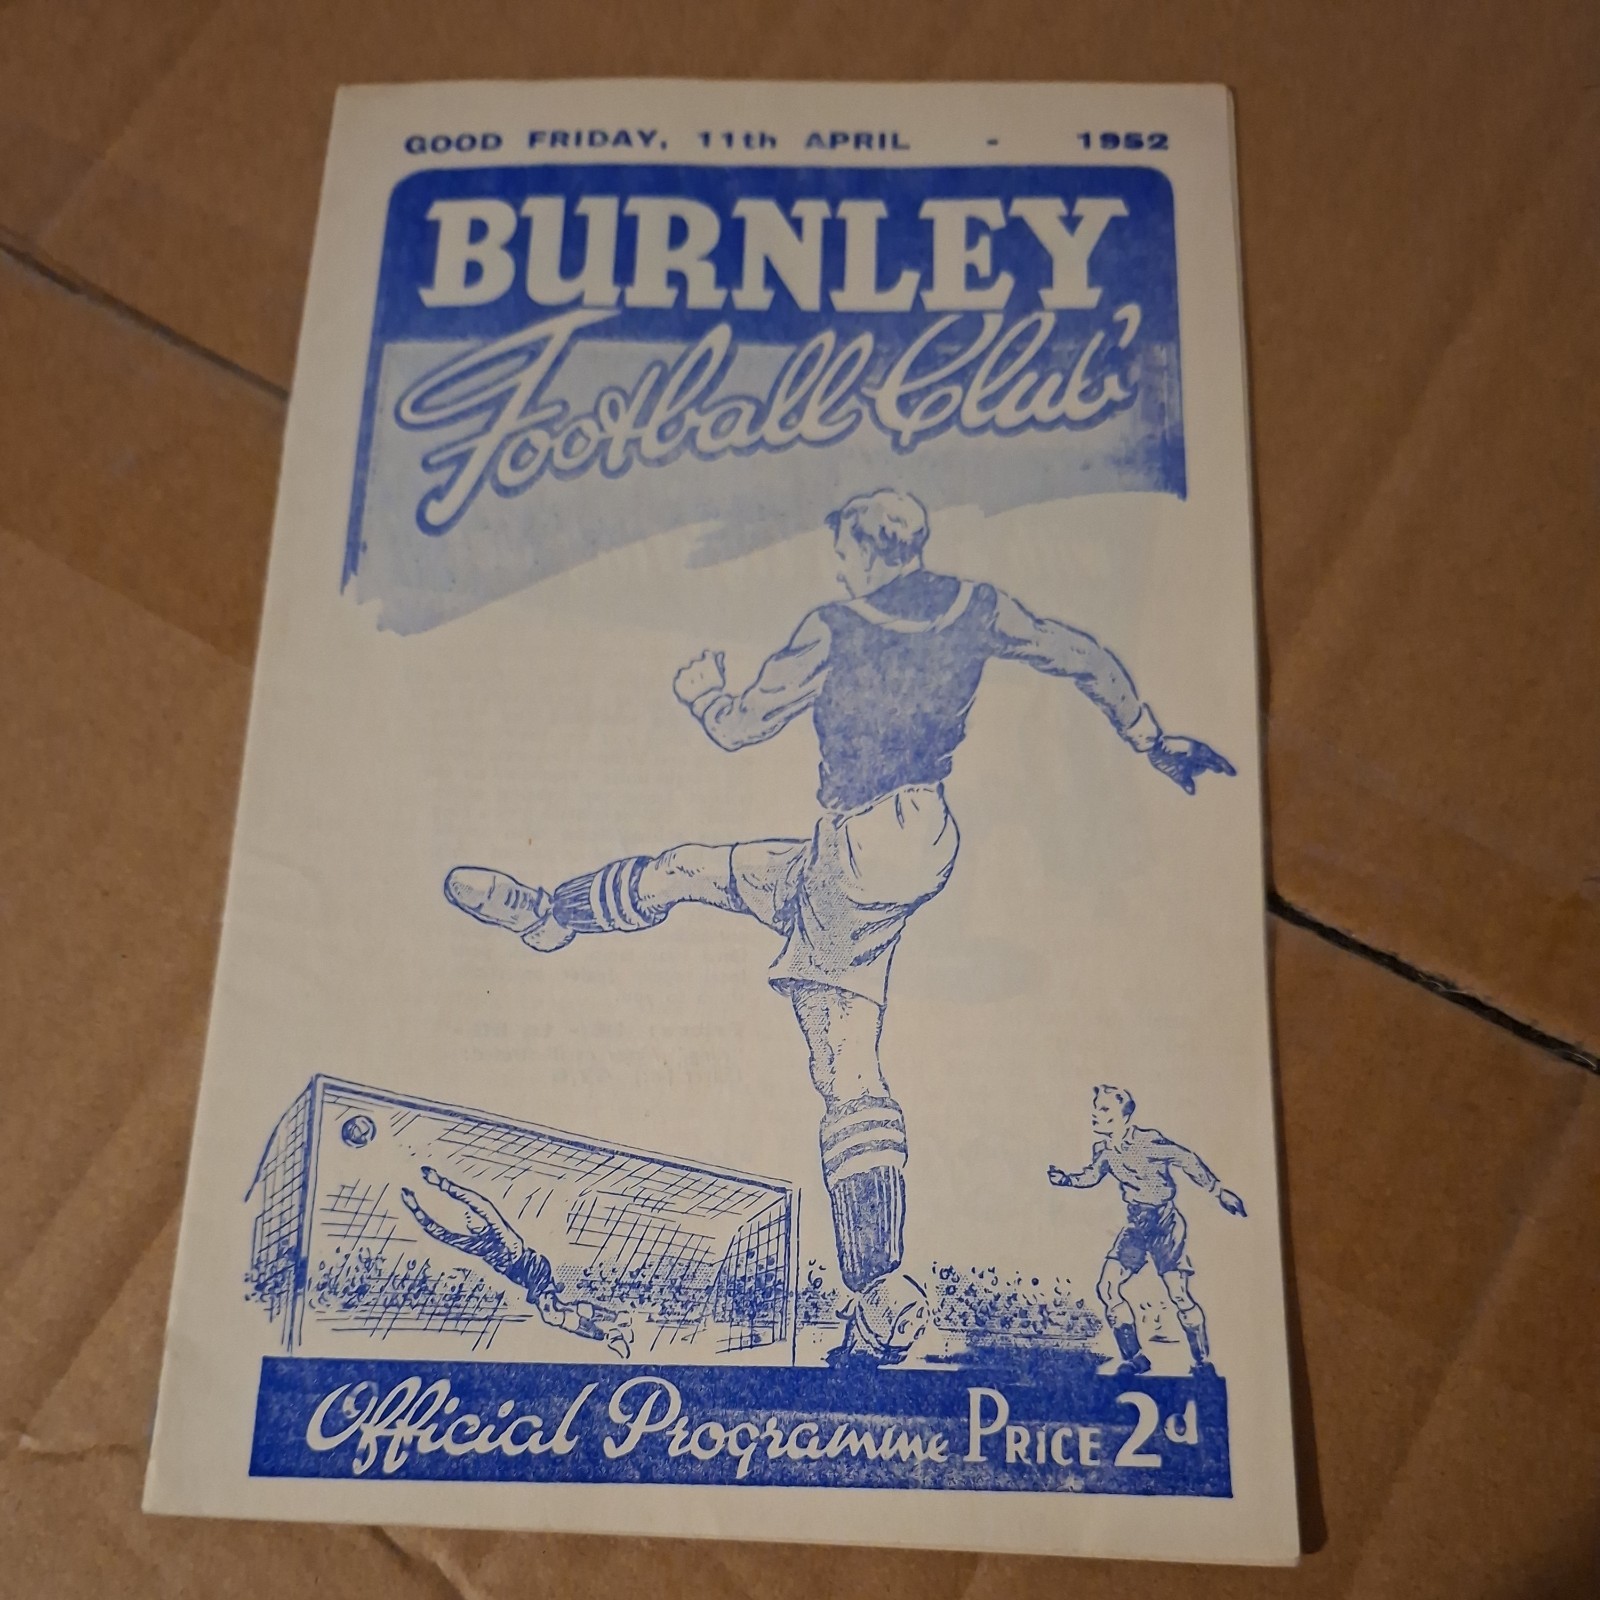 GOOD FRIDAY, 11th APRIL - 1952
BURNLEY
Football Club
Official Programme PRICE 2d